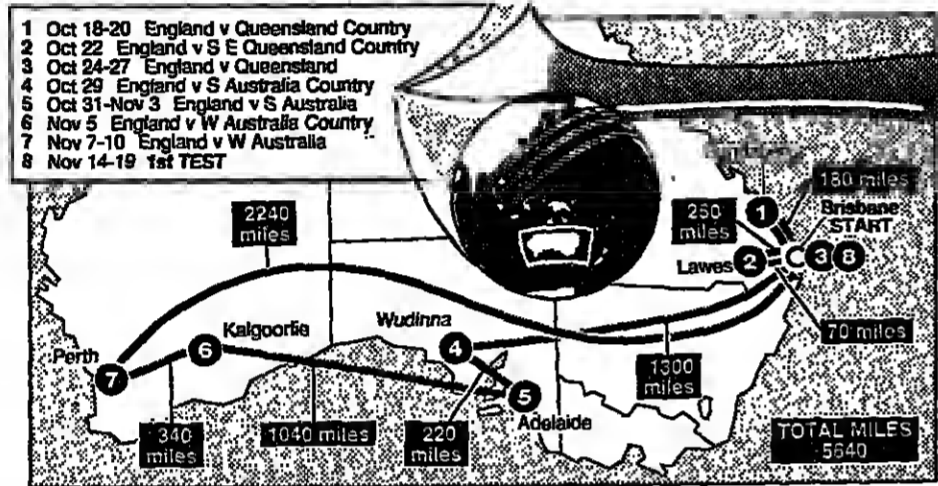 1 Oct 18-20 England v Queensland Country
2 Oct 22 England v S E Queensland Country
3 Oct 24-27 England v Queensland
4 Oct 29 England v S Australia Country
5 Oct 31-Nov 3 England v S Australia
6 Nov 5 England v W Australia Country
7 Nov 7-10 England v W Australia
8 Nov 14-19 1st TEST
180 miles
1
Brisbane
START
2240
miles
250
miles
Lawes 2
3 8
70 miles
Kalgoorlie
Wudinna
Perth
6
4
7
1300
miles
5
Adelaide
340
miles
1040 miles
220
miles
TOTAL MILES
5640